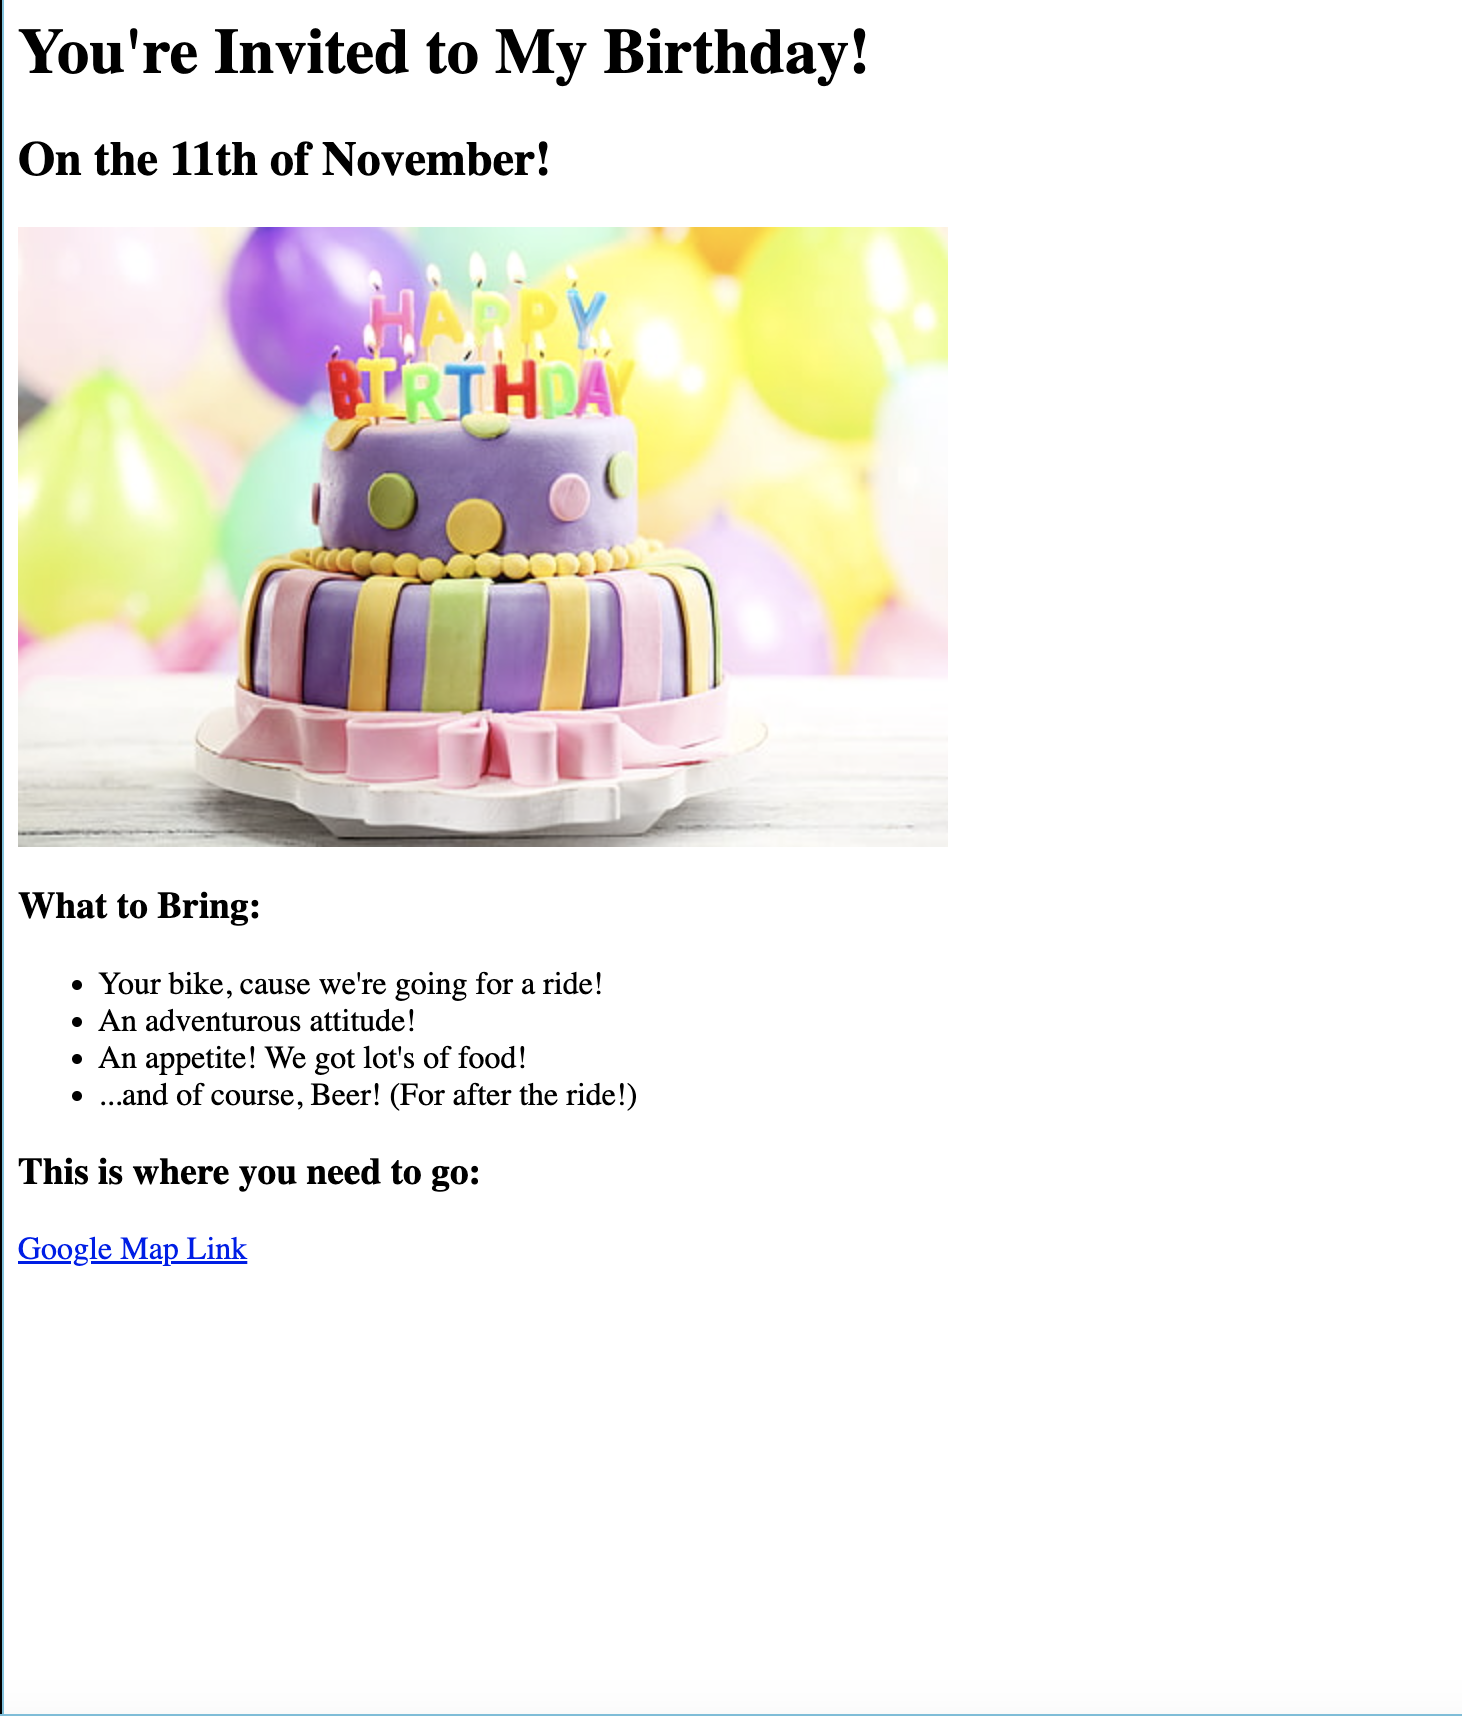 You're Invited to My Birthday!
On the 11th of November!
HAPPY
BIRTHDAY
What to Bring:
Your bike, cause we're going for a ride!
An adventurous attitude!
An appetite! We got lot's of food!
...and of course, Beer! (For after the ride!)
This is where you need to go:
Google Map Link